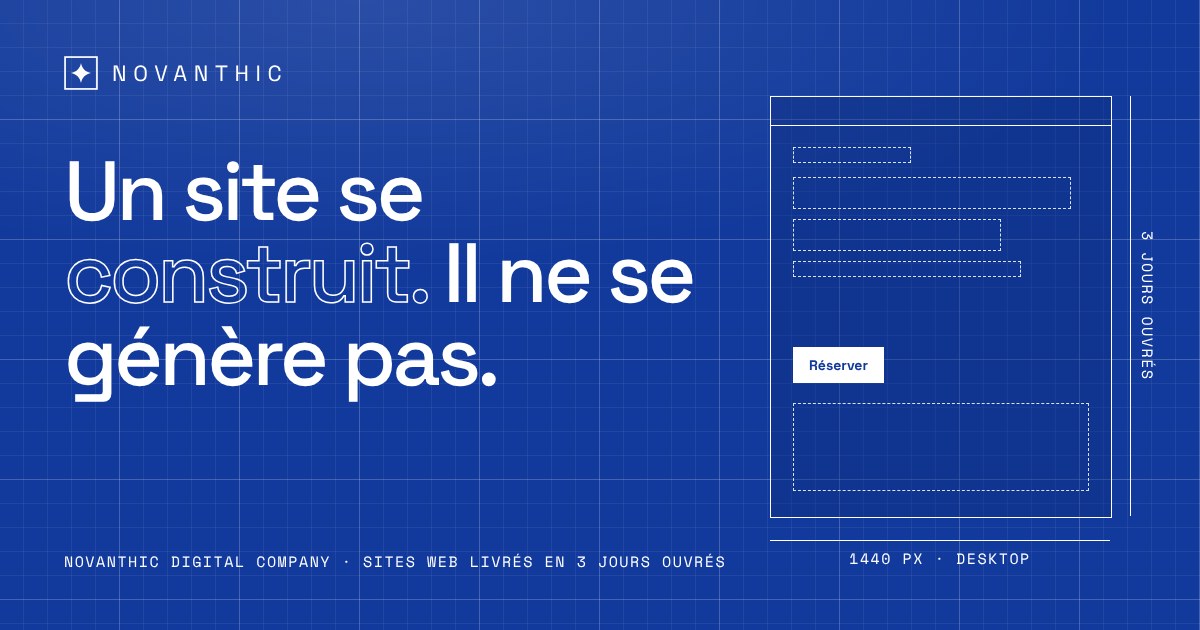 NOVANTHIC
Un site se
construit. Il ne se
génère pas.
Réserver
3 JOURS OUVRÉS
1440 PX · DESKTOP
NOVANTHIC DIGITAL COMPANY · SITES WEB LIVRÉS EN 3 JOURS OUVRÉS